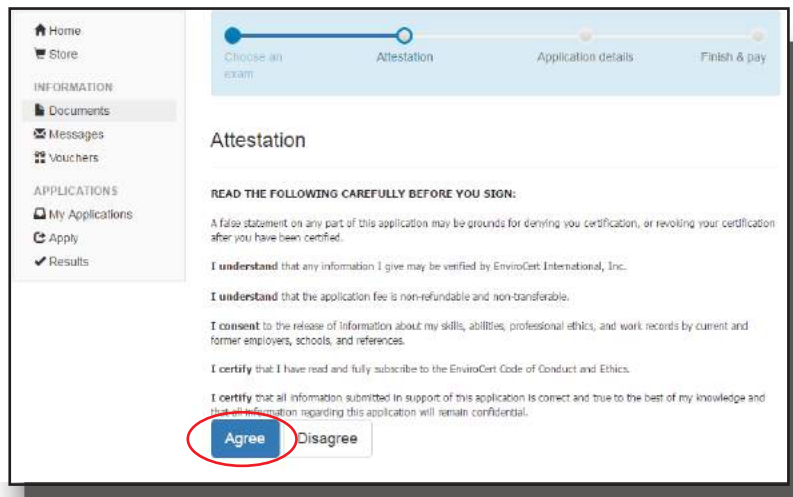 Home
Store
INFORMATION
Documents
Messages
Vouchers
APPLICATIONS
My Applications
Apply
Results
Choose an
exam
Attestation
Application details
Finish & pay
Attestation
READ THE FOLLOWING CAREFULLY BEFORE YOU SIGN:
A false statement on any part of this application may be grounds for denying you certification, or revoking your certification
after you have been certified.
I understand that any information I give may be verified by EnviroCert International, Inc.
I understand that the application fee is non-refundable and non-transferable.
I consent to the release of information about my skills, abilities, professional ethics, and work records by current and
former employers, schools, and references.
I certify that I have read and fully subscribe to the EnviroCert Code of Conduct and Ethics.
I certify that all information submitted in support of this application is correct and true to the best of my knowledge and
that all information regarding this application will remain confidential.
Agree
Disagree